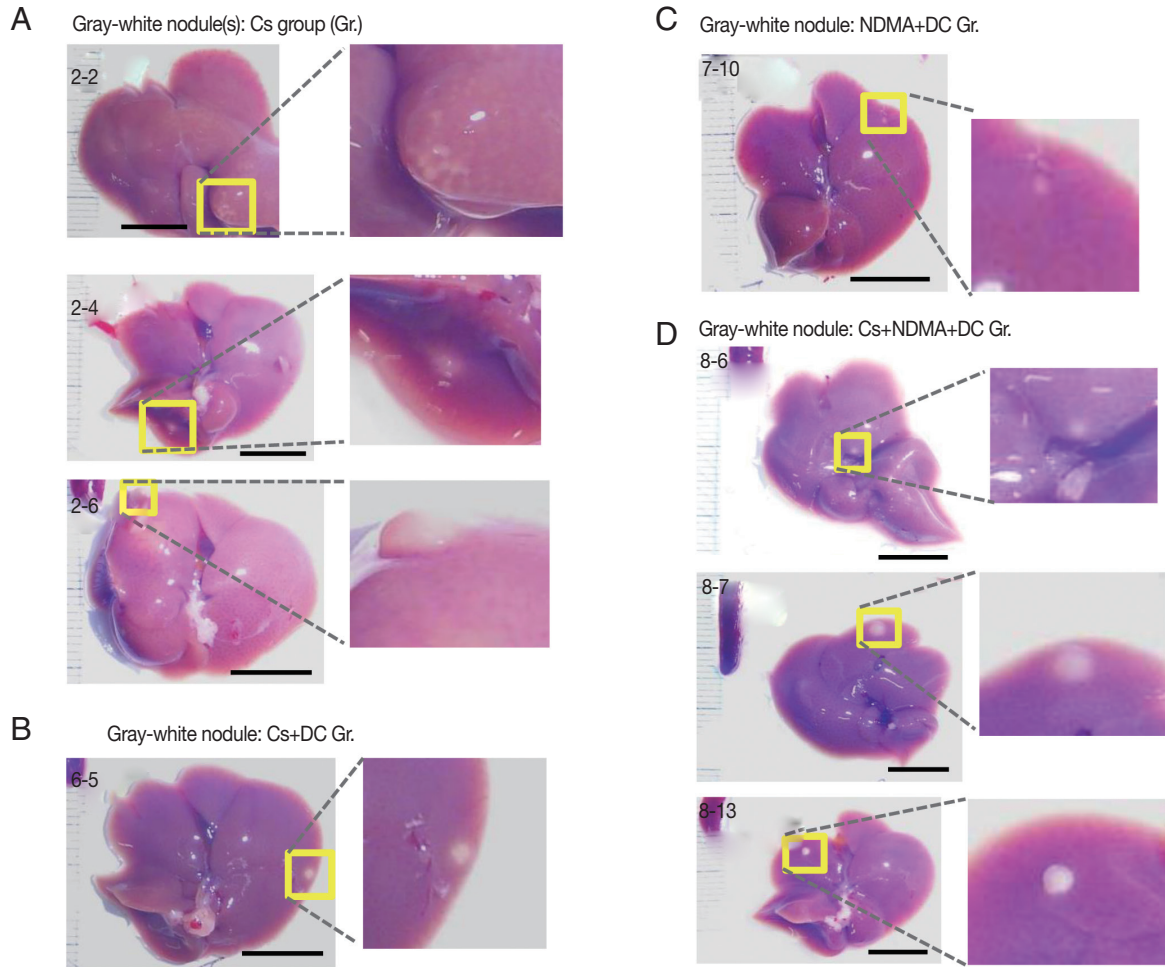 A
Gray-white nodule(s): Cs group (Gr.)
2-2
2-4
2-6
B
Gray-white nodule: Cs+DC Gr.
6-5
C
Gray-white nodule: NDMA+DC Gr.
7-10
D
Gray-white nodule: Cs+NDMA+DC Gr.
8-6
8-7
8-13